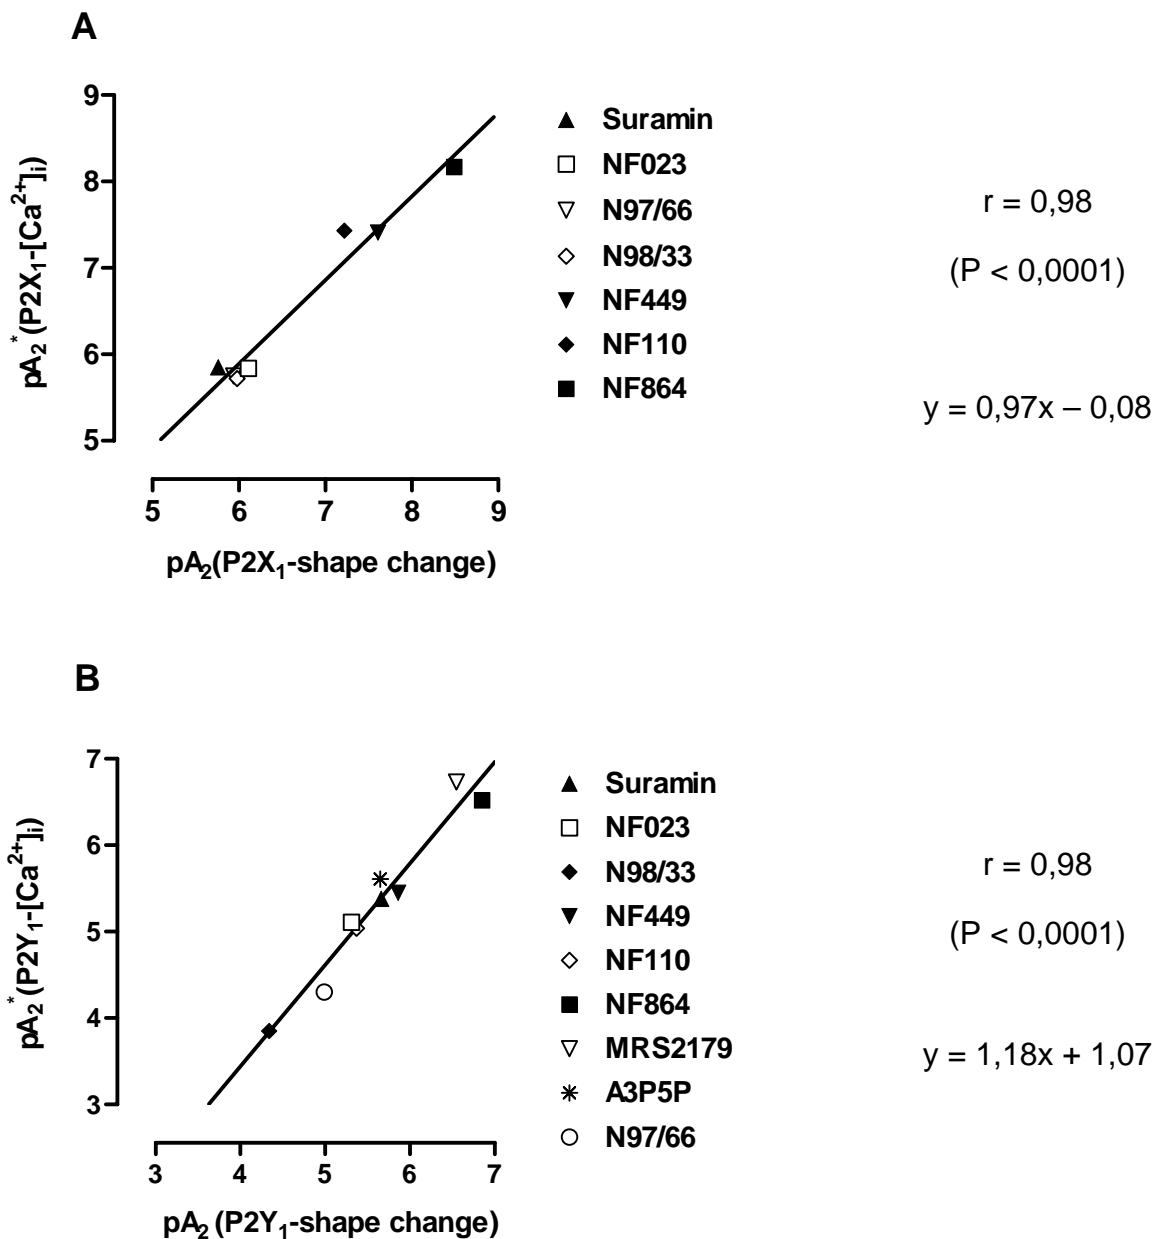 A
9
8
7
6
5
pA2*(P2X1-[Ca2+]i)
5 6 7 8 9
pA2(P2X1-shape change)
Suramin
NF023
N97/66
N98/33
NF449
NF110
NF864
r = 0,98
(P < 0,0001)
y = 0,97x – 0,08
B
7
6
5
4
3
pA2*(P2Y1-[Ca2+]i)
3 4 5 6 7
pA2 (P2Y1-shape change)
Suramin
NF023
N98/33
NF449
NF110
NF864
MRS2179
A3P5P
N97/66
r = 0,98
(P < 0,0001)
y = 1,18x + 1,07